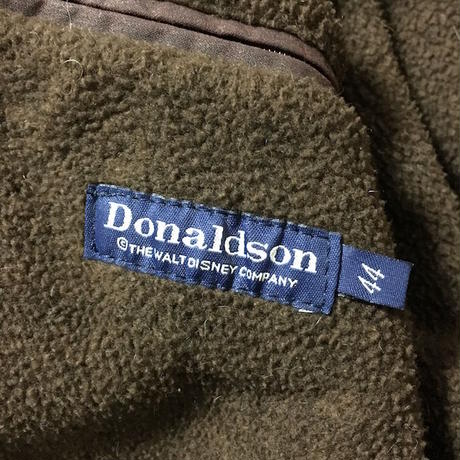 Donaldson
©THE WALT DISNEY COMPANY
44